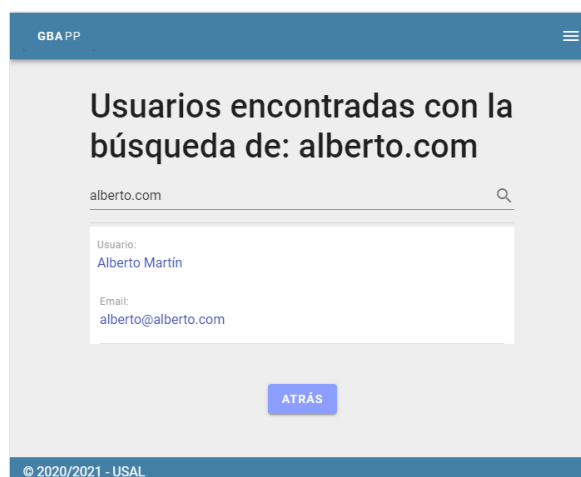 GBAPP
Usuarios encontradas con la
búsqueda de: alberto.com
alberto.com
Usuario:
Alberto Martín
Email:
alberto@alberto.com
ATRÁS
© 2020/2021 - USAL